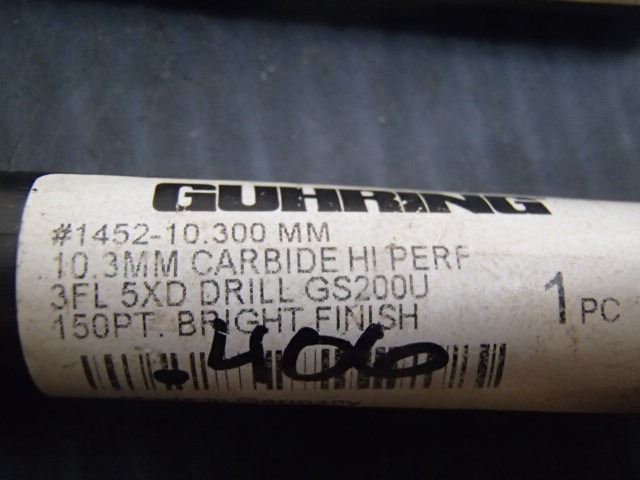 GUHRING
#1452-10.300 MM
10.3MM CARBIDE HI PERF
3FL 5XD DRILL GS200U
150PT. BRIGHT FINISH
1 PC
.406
Germany